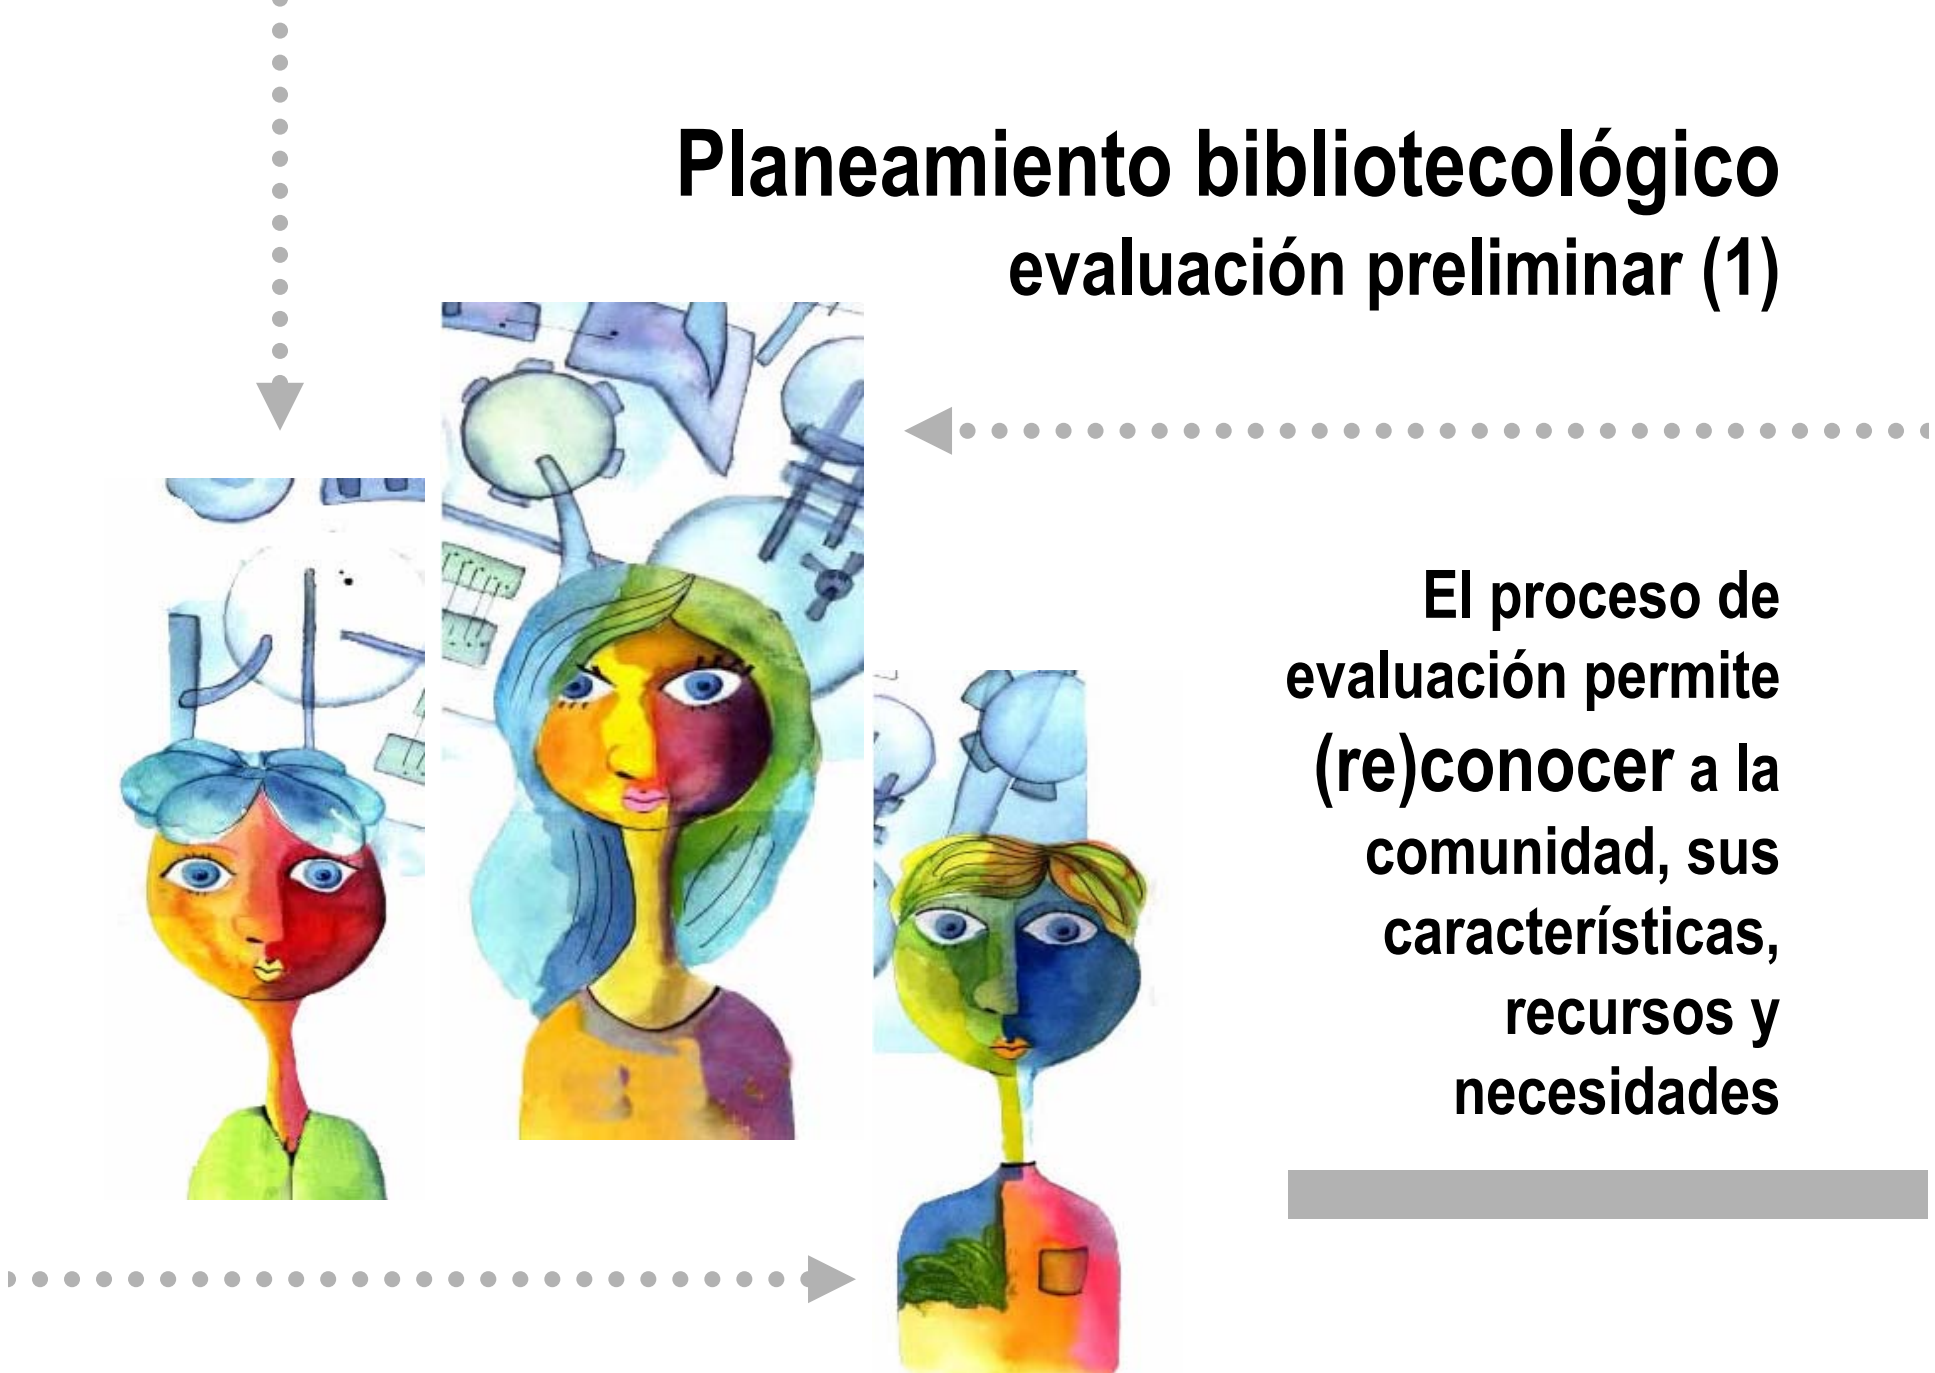 Planeamiento bibliotecológico
evaluación preliminar (1)
El proceso de
evaluación permite
(re)conocer a la
comunidad, sus
características,
recursos y
necesidades